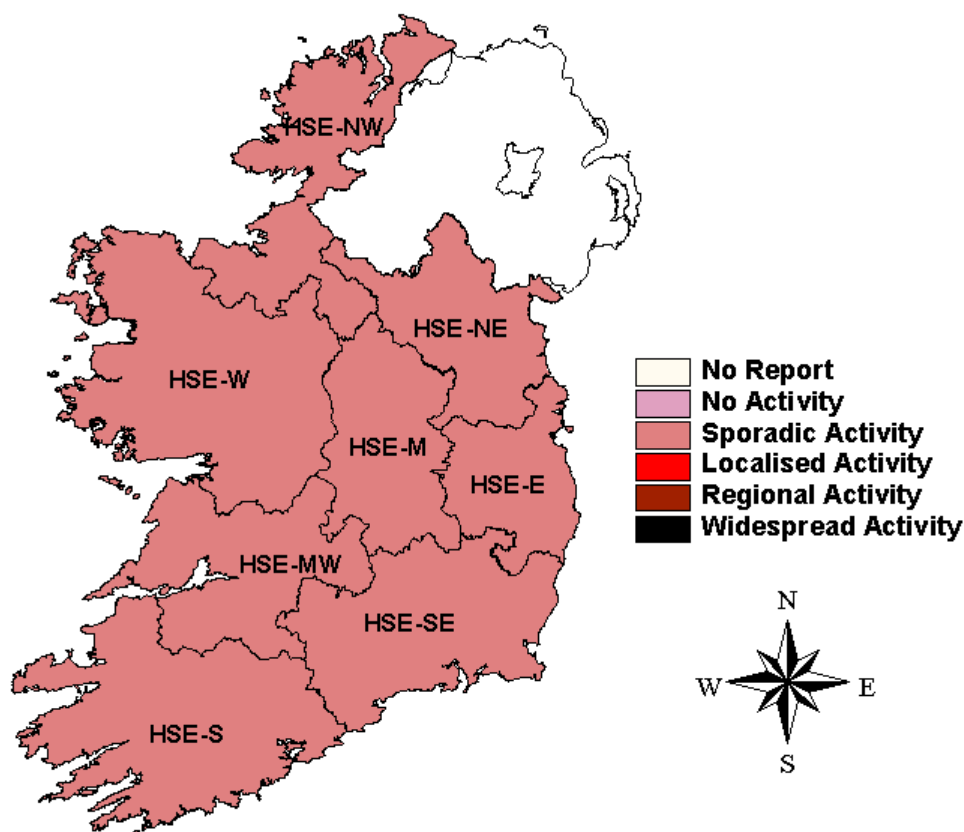 HSE-NW
HSE-NE
HSE-W
HSE-M
HSE-E
HSE-MW
HSE-SE
HSE-S
No Report
No Activity
Sporadic Activity
Localised Activity
Regional Activity
Widespread Activity
N
W E
S